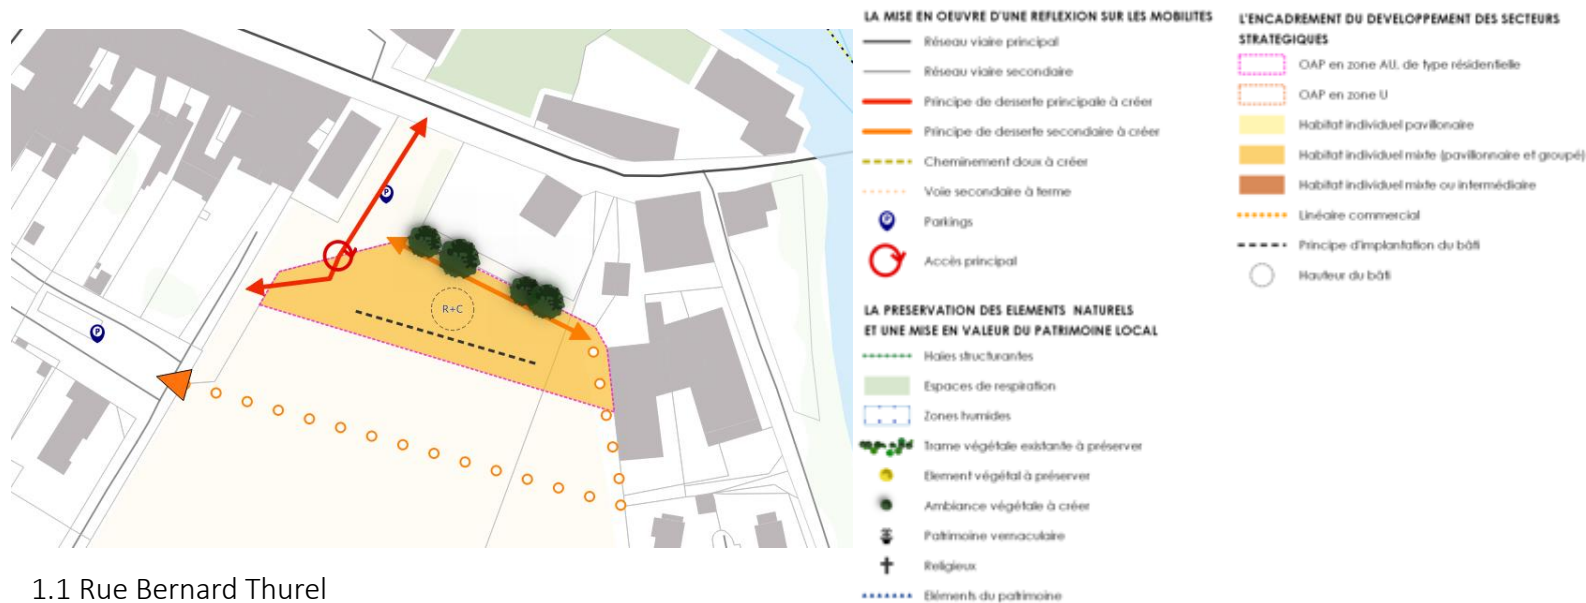 P
P
R+C
1.1 Rue Bernard Thurel
LA MISE EN OEUVRE D'UNE REFLEXION SUR LES MOBILITES
Réseau viaire principal
Réseau viaire secondaire
Principe de desserte principale à créer
Principe de desserte secondaire à créer
Cheminement doux à créer
Voie secondaire à terme
P
Parkings
Accès principal
LA PRESERVATION DES ELEMENTS NATURELS
ET UNE MISE EN VALEUR DU PATRIMOINE LOCAL
Haies structurantes
Espaces de respiration
Zones humides
Trame végétale existante à préserver
Element végétal à préserver
Ambiance végétale à créer
Patrimoine vernaculaire
Religieux
Eléments du patrimoine
L'ENCADREMENT DU DEVELOPPEMENT DES SECTEURS
STRATEGIQUES
OAP en zone AU, de type résidentielle
OAP en zone U
Habitat individuel pavillonaire
Habitat individuel mixte (pavillonnaire et groupé)
Habitat individuel mixte ou intermédiaire
Linéaire commercial
Principe d'implantation du bâti
Hauteur du bâti